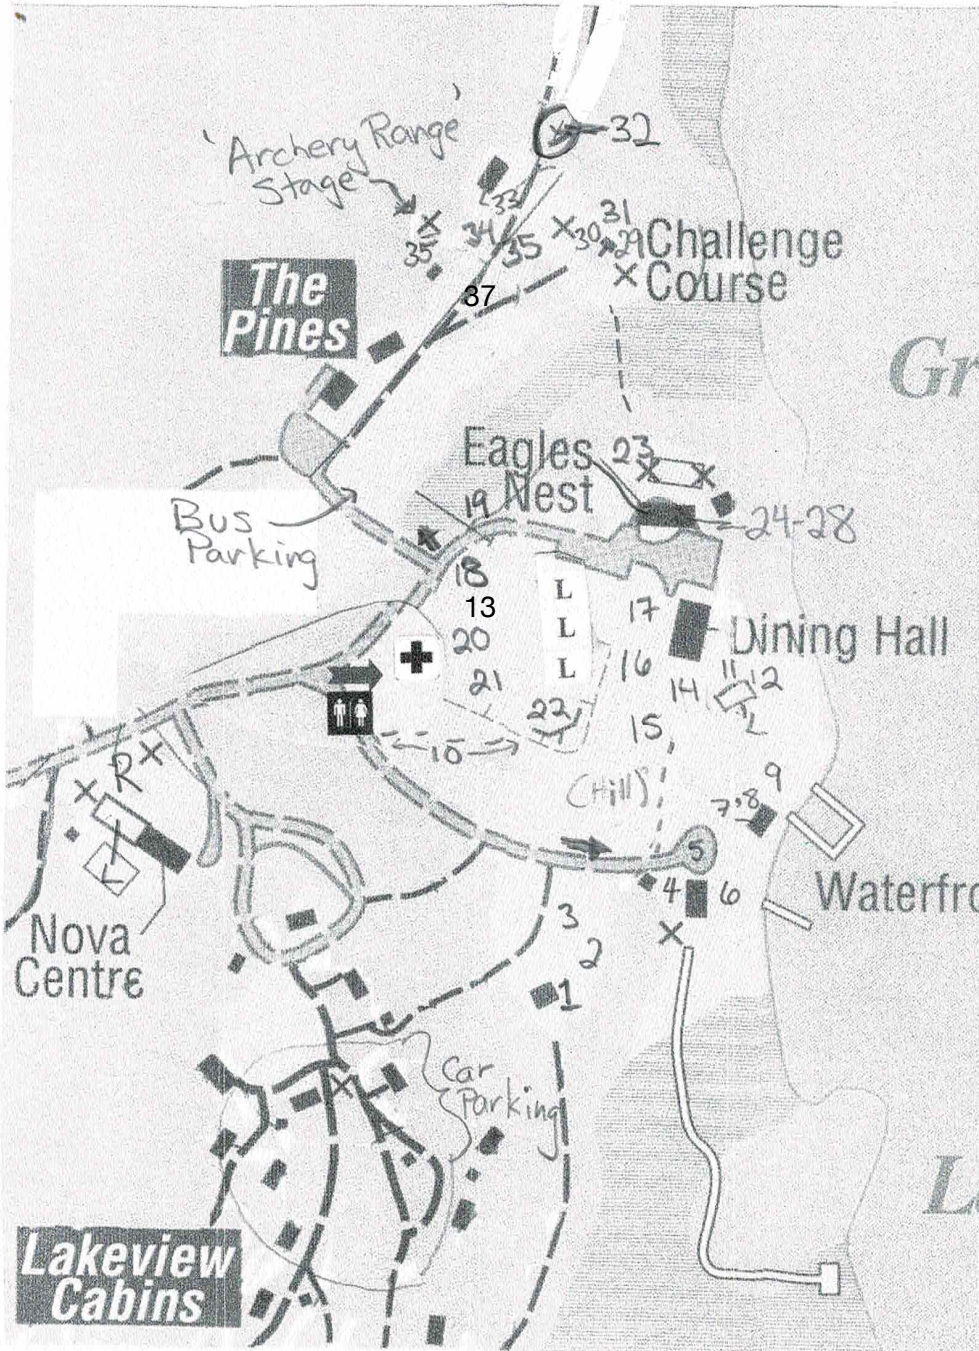 32
'Archery Range'
Stage
33
34 35
35
30 31
29
Challenge
Course
37
The
Pines
Gr
Eagles
Nest
23
19
24-28
Bus
Parking
18
13
L
L
L
17
Dining Hall
20
16
11 12
14
21
22
15
L
10
(Hill)
R
9
7 8
5
4 6
L
Waterfro
Nova
Centre
3
2
1
Car
Parking
L
Lakeview
Cabins